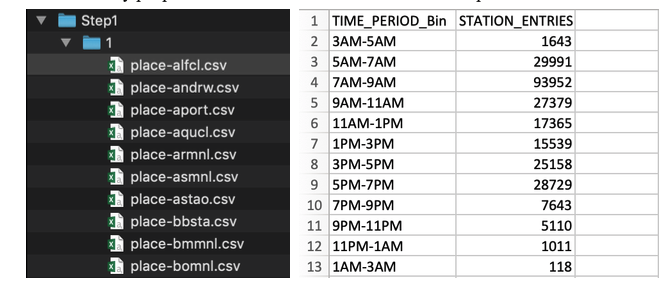 Step1
1
place-alfcl.csv
place-andrw.csv
place-aport.csv
place-aqucl.csv
place-armnl.csv
place-asmnl.csv
place-astao.csv
place-bbsta.csv
place-bmmnl.csv
place-bomnl.csv
1 TIME_PERIOD_Bin STATION_ENTRIES
2 3AM-5AM 1643
3 5AM-7AM 29991
4 7AM-9AM 93952
5 9AM-11AM 27379
6 11AM-1PM 17365
7 1PM-3PM 15539
8 3PM-5PM 25158
9 5PM-7PM 28729
10 7PM-9PM 7643
11 9PM-11PM 5110
12 11PM-1AM 1011
13 1AM-3AM 118